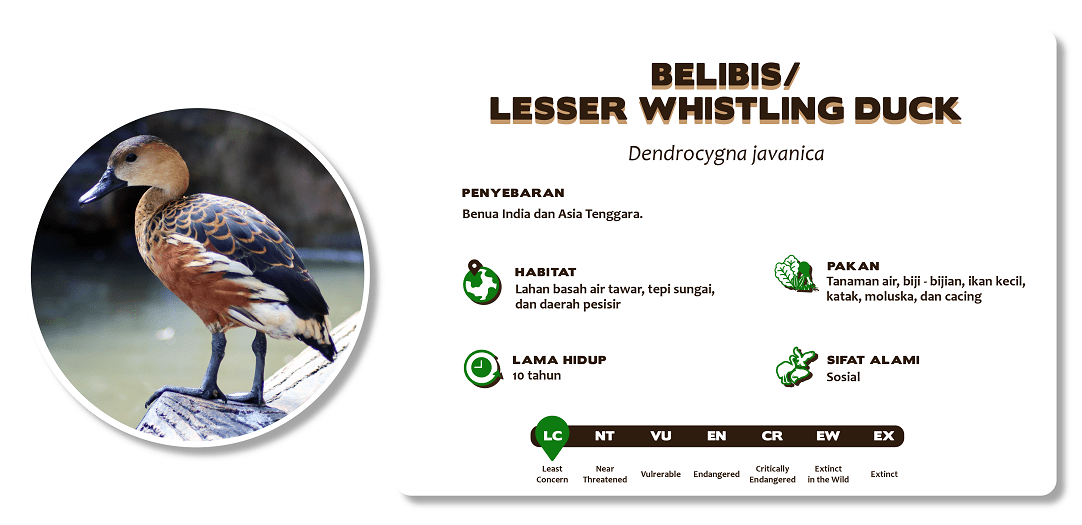 BELIBIS/
LESSER WHISTLING DUCK
Dendrocygna javanica
PENYEBARAN
Benua India dan Asia Tenggara.
HABITAT
Lahan basah air tawar, tepi sungai,
dan daerah pesisir
PAKAN
Tanaman air, biji - bijian, ikan kecil,
katak, moluska, dan cacing
LAMA HIDUP
10 tahun
SIFAT ALAMI
Sosial
LC NT VU EN CR EW EX
Least Concern
Near Threatened
Vulrerable
Endangered
Critically Endangered
Extinct in the Wild
Extinct